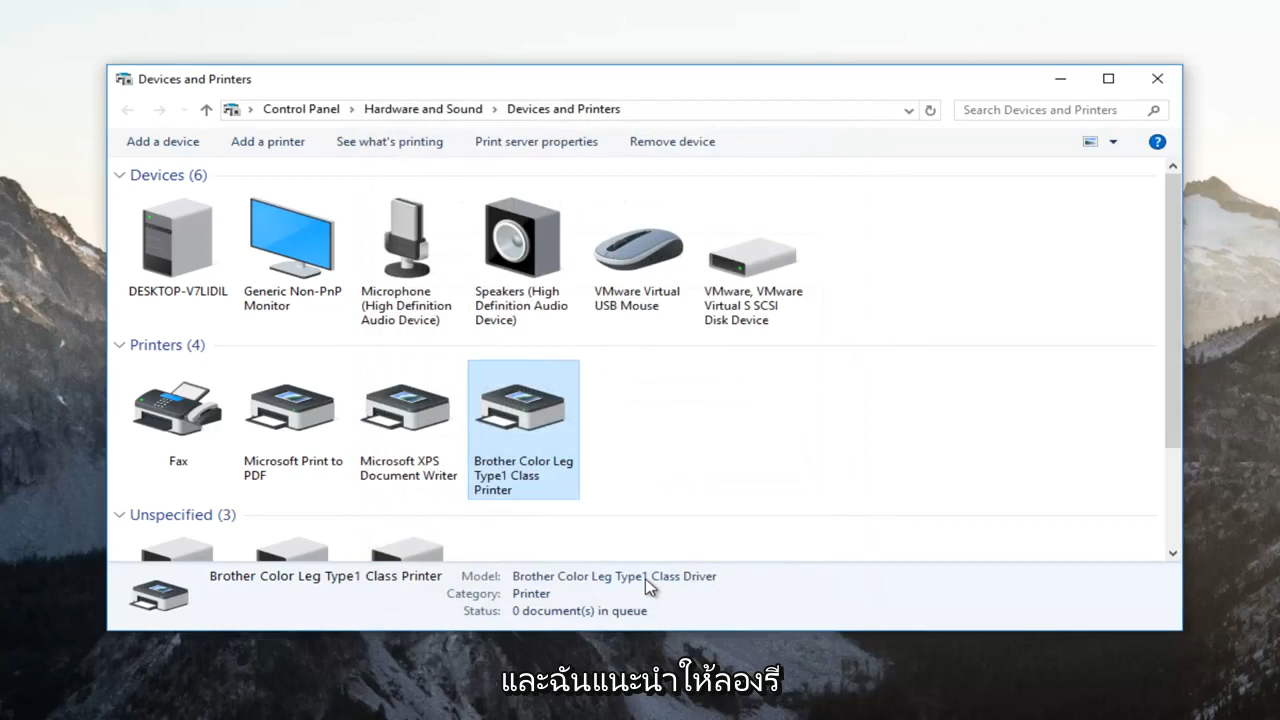 Devices and Printers
Control Panel > Hardware and Sound > Devices and Printers
Search Devices and Printers
Add a device Add a printer See what's printing Print server properties Remove device
?
Devices (6)
DESKTOP-V7LIDIL
Generic Non-PnP
Monitor
Microphone
(High Definition
Audio Device)
Speakers (High
Definition Audio
Device)
VMware Virtual
USB Mouse
VMware, VMware
Virtual S SCSI
Disk Device
Printers (4)
Fax
Microsoft Print to
PDF
Microsoft XPS
Document Writer
Brother Color Leg
Type1 Class
Printer
Unspecified (3)
Brother Color Leg Type1 Class Printer
Model: Brother Color Leg Type1 Class Driver
Category: Printer
Status: 0 document(s) in queue
และฉันแนะนำให้ลองรี